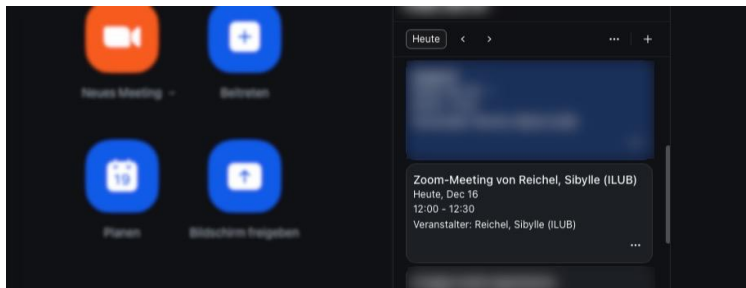 Heute
Neues Meeting
Beitreten
19
Planen
Bildschirm freigeben
Zoom-Meeting von Reichel, Sibylle (ILUB)
Heute, Dec 16
12:00 - 12:30
Veranstalter: Reichel, Sibylle (ILUB)